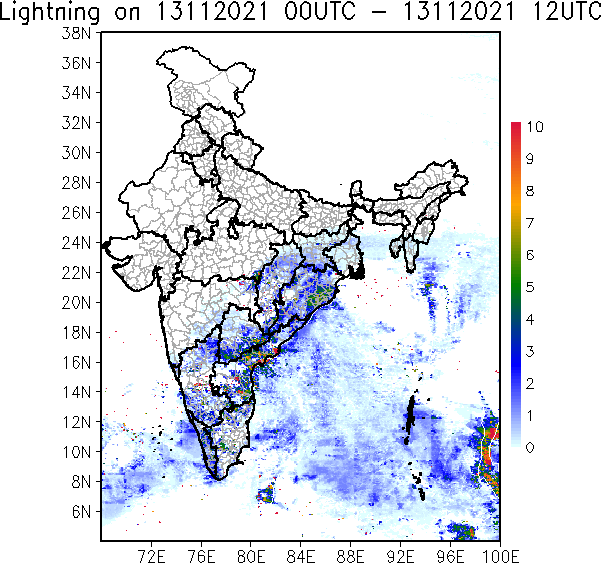 Lightning on 13112021 00UTC – 13112021 12UTC
38N
36N
34N
32N
30N
28N
26N
24N
22N
20N
18N
16N
14N
12N
10N
8N
6N
72E 76E 80E 84E 88E 92E 96E 100E
10
9
8
7
6
5
4
3
2
1
0